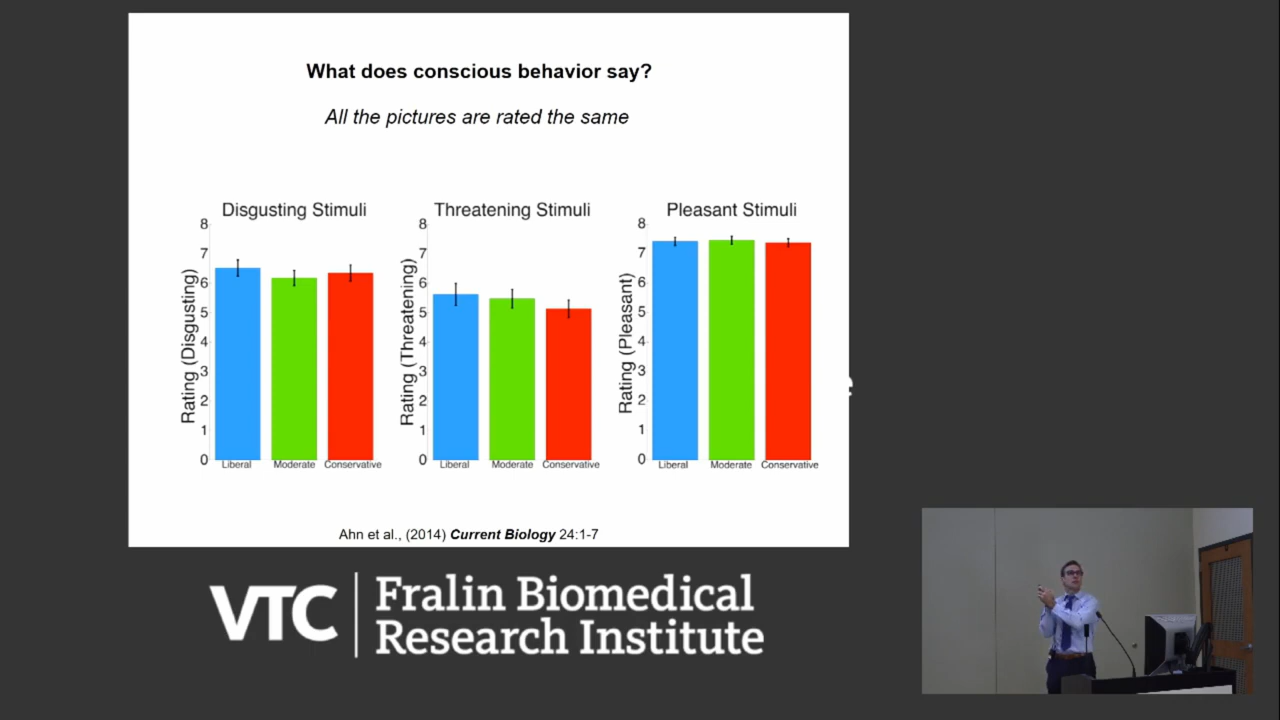 What does conscious behavior say?
All the pictures are rated the same
Disgusting Stimuli
Rating (Disgusting)
8
7
6
5
4
3
2
1
0
Liberal Moderate Conservative
Threatening Stimuli
Rating (Threatening)
8
7
6
5
4
3
2
1
0
Liberal Moderate Conservative
Pleasant Stimuli
Rating (Pleasant)
8
7
6
5
4
3
2
1
0
Liberal Moderate Conservative
Ahn et al., (2014) Current Biology 24:1-7
e
VTC
Fralin Biomedical
Research Institute